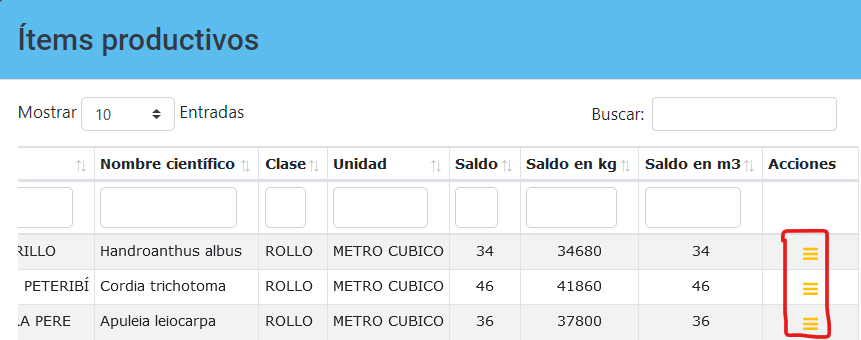 Ítems productivos
Mostrar 10 Entradas Buscar:
Nombre científico Clase Unidad Saldo Saldo en kg Saldo en m3 Acciones
RILLO Handroanthus albus ROLLO METRO CUBICO 34 34680 34
PETERIBÍ Cordia trichotoma ROLLO METRO CUBICO 46 41860 46
LA PERE Apuleia leiocarpa ROLLO METRO CUBICO 36 37800 36